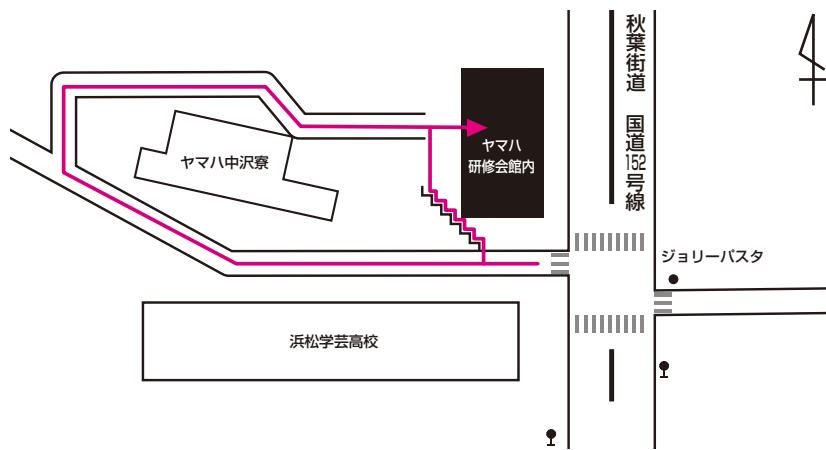 秋葉街道 国道152号線
ヤマハ
研修会館内
ヤマハ中沢寮
ジョリーパスタ
浜松学芸高校